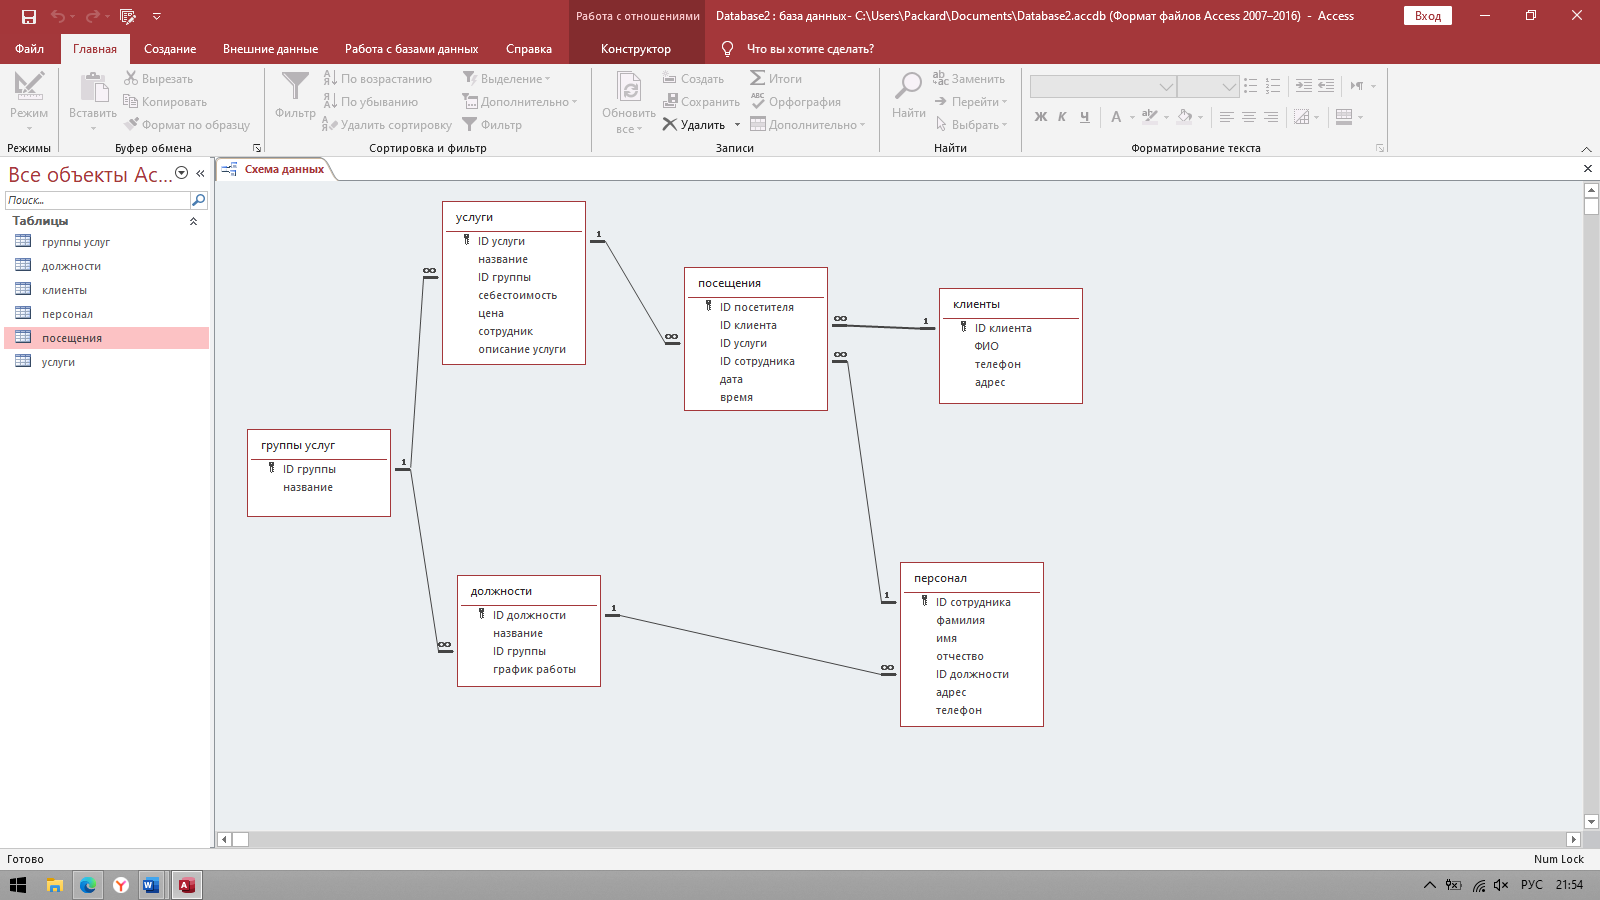 Работа с отношениями
Database2 : база данных- C:\Users\Packard\Documents\Database2.accdb (Формат файлов Access 2007–2016) - Access
Вход
Файл
Главная
Создание
Внешние данные
Работа с базами данных
Справка
Конструктор
Что вы хотите сделать?
Режим
Режимы
Вставить
Вырезать
Копировать
Формат по образцу
Буфер обмена
Фильтр
По возрастанию
По убыванию
Удалить сортировку
Выделение
Дополнительно
Фильтр
Сортировка и фильтр
Обновить
все
Создать
Сохранить
Удалить
Итоги
Орфография
Дополнительно
Записи
Найти
Заменить
Перейти
Выбрать
Найти
Ж К Ч А
Форматирование текста
Все объекты Ac...
Поиск...
Таблицы
группы услуг
должности
клиенты
персонал
посещения
услуги
Схема данных
услуги
ID услуги
название
ID группы
себестоимость
цена
сотрудник
описание услуги
посещения
ID посетителя
ID клиента
ID услуги
ID сотрудника
дата
время
клиенты
ID клиента
ФИО
телефон
адрес
группы услуг
ID группы
название
должности
ID должности
название
ID группы
график работы
персонал
ID сотрудника
фамилия
имя
отчество
ID должности
адрес
телефон
1
∞
∞
1
∞
∞
1
1
∞
1
∞
Готово
Num Lock
РУС
21:54